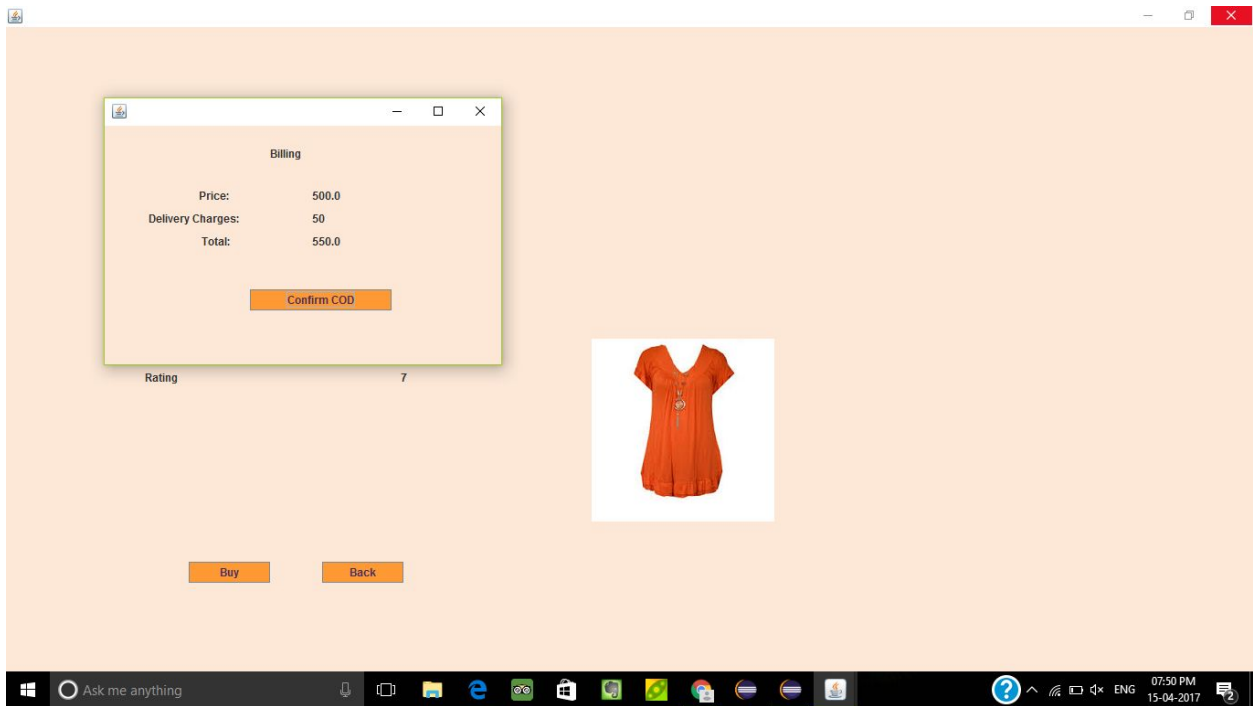 Billing
Price: 500.0
Delivery Charges: 50
Total: 550.0
Confirm COD
Rating 7
Buy Back
Ask me anything
ENG
07:50 PM
15-04-2017
2